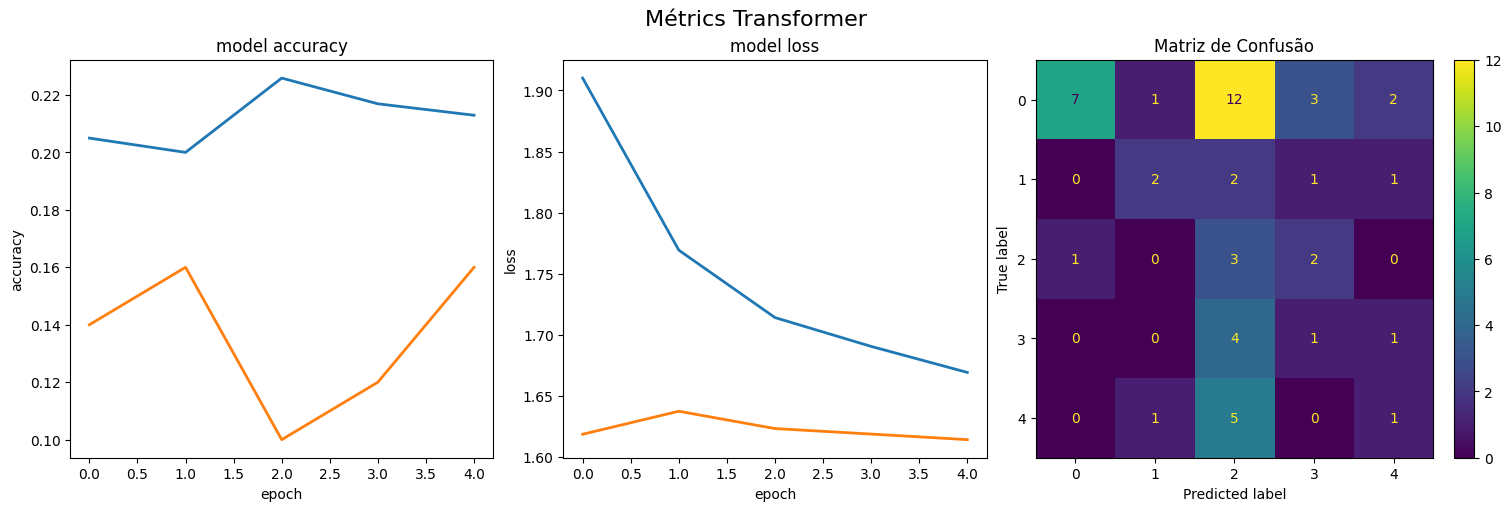 Métrics Transformer
model accuracy
0.22
0.20
0.18
0.16
0.14
0.12
0.10
accuracy
0.0 0.5 1.0 1.5 2.0 2.5 3.0 3.5 4.0
epoch
model loss
1.90
1.85
1.80
1.75
1.70
1.65
1.60
loss
0.0 0.5 1.0 1.5 2.0 2.5 3.0 3.5 4.0
epoch
Matriz de Confusão
True label
0 7 1 12 3 2
1 0 2 2 1 1
2 1 0 3 2 0
3 0 0 4 1 1
4 0 1 5 0 1
0 1 2 3 4
Predicted label
12
10
8
6
4
2
0